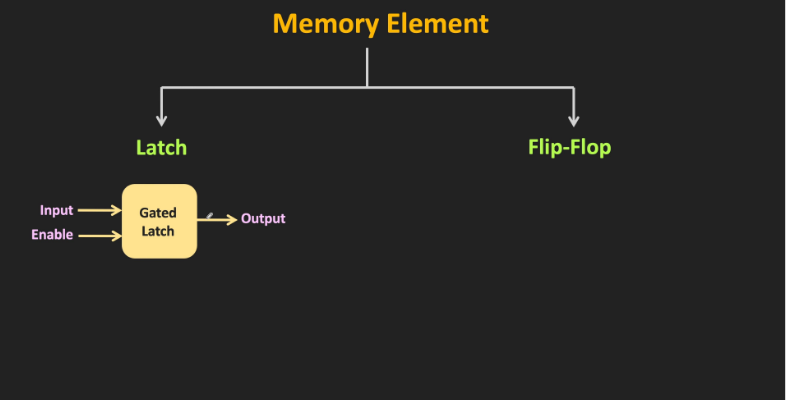 Memory Element
Latch
Flip-Flop
Input
Enable
Gated
Latch
Output